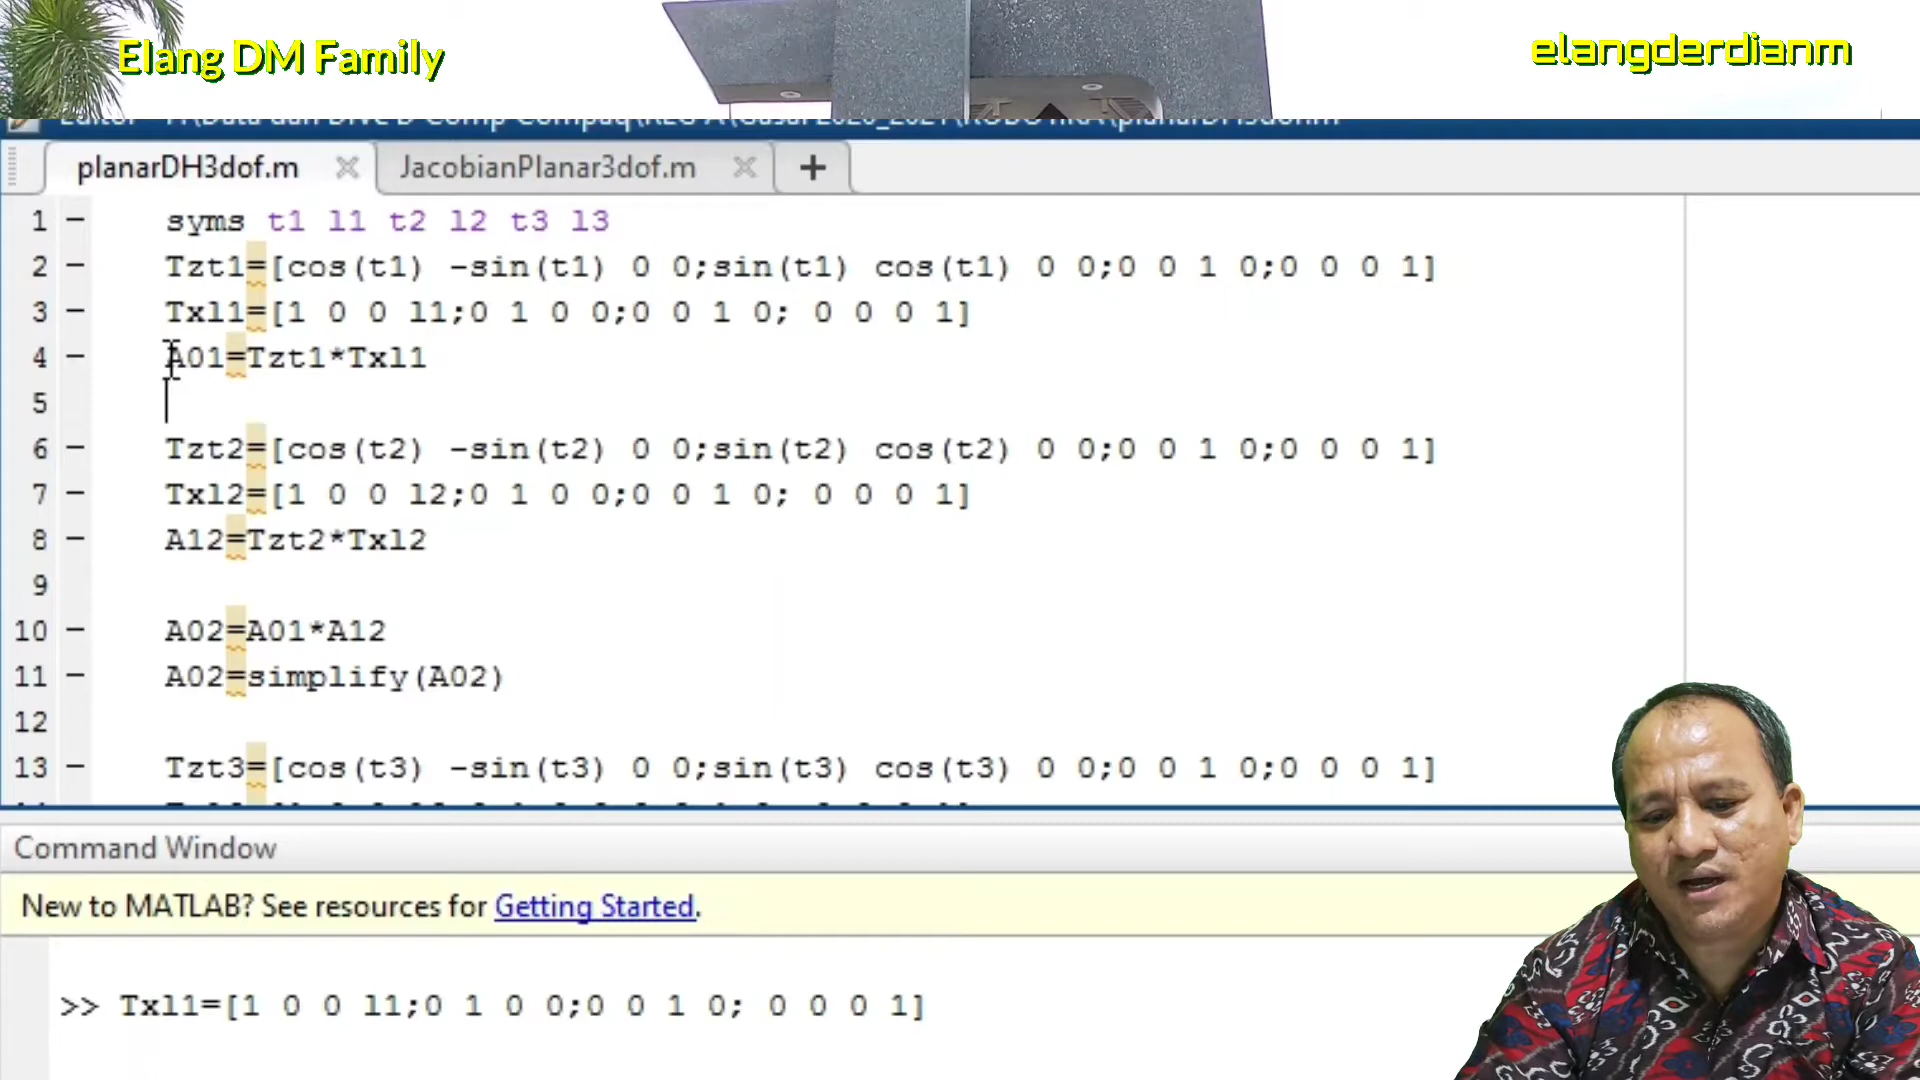 Elang DM Family
elangderdianm
planarDH3dof.m
JacobianPlanar3dof.m
1 syms t1 l1 t2 l2 t3 l3
2 Tzt1=[cos(t1) -sin(t1) 0 0;sin(t1) cos(t1) 0 0;0 0 1 0;0 0 0 1]
3 Txl1=[1 0 0 l1;0 1 0 0;0 0 1 0; 0 0 0 1]
4 A01=Tzt1*Txl1
5
6 Tzt2=[cos(t2) -sin(t2) 0 0;sin(t2) cos(t2) 0 0;0 0 1 0;0 0 0 1]
7 Txl2=[1 0 0 l2;0 1 0 0;0 0 1 0; 0 0 0 1]
8 A12=Tzt2*Txl2
9
10 A02=A01*A12
11 A02=simplify(A02)
12
13 Tzt3=[cos(t3) -sin(t3) 0 0;sin(t3) cos(t3) 0 0;0 0 1 0;0 0 0 1]
Command Window
New to MATLAB? See resources for Getting Started.
>> Txl1=[1 0 0 l1;0 1 0 0;0 0 1 0; 0 0 0 1]